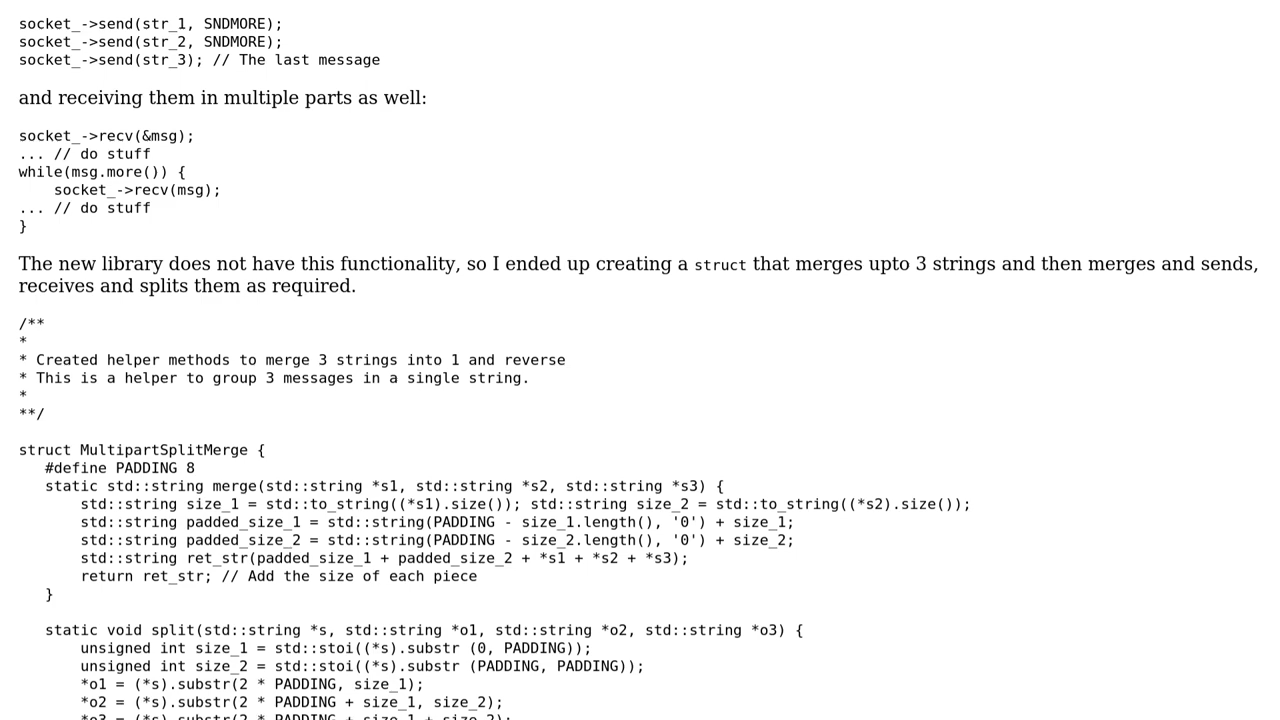 socket_->send(str_1, SNDMORE);
socket_->send(str_2, SNDMORE);
socket_->send(str_3); // The last message
and receiving them in multiple parts as well:
socket_->recv(&msg);
... // do stuff
while(msg.more()) {
    socket_->recv(msg);
... // do stuff
}
The new library does not have this functionality, so I ended up creating a struct that merges upto 3 strings and then merges and sends,
receives and splits them as required.
/**
*
* Created helper methods to merge 3 strings into 1 and reverse
* This is a helper to group 3 messages in a single string.
*
**/
struct MultipartSplitMerge {
   #define PADDING 8
   static std::string merge(std::string *s1, std::string *s2, std::string *s3) {
       std::string size_1 = std::to_string((*s1).size()); std::string size_2 = std::to_string((*s2).size());
       std::string padded_size_1 = std::string(PADDING - size_1.length(), '0') + size_1;
       std::string padded_size_2 = std::string(PADDING - size_2.length(), '0') + size_2;
       std::string ret_str(padded_size_1 + padded_size_2 + *s1 + *s2 + *s3);
       return ret_str; // Add the size of each piece
   }
   static void split(std::string *s, std::string *o1, std::string *o2, std::string *o3) {
       unsigned int size_1 = std::stoi((*s).substr (0, PADDING));
       unsigned int size_2 = std::stoi((*s).substr (PADDING, PADDING));
       *o1 = (*s).substr(2 * PADDING, size_1);
       *o2 = (*s).substr(2 * PADDING + size_1, size_2);
       *o3 = (*s).substr(2 * PADDING + size_1 + size_2);